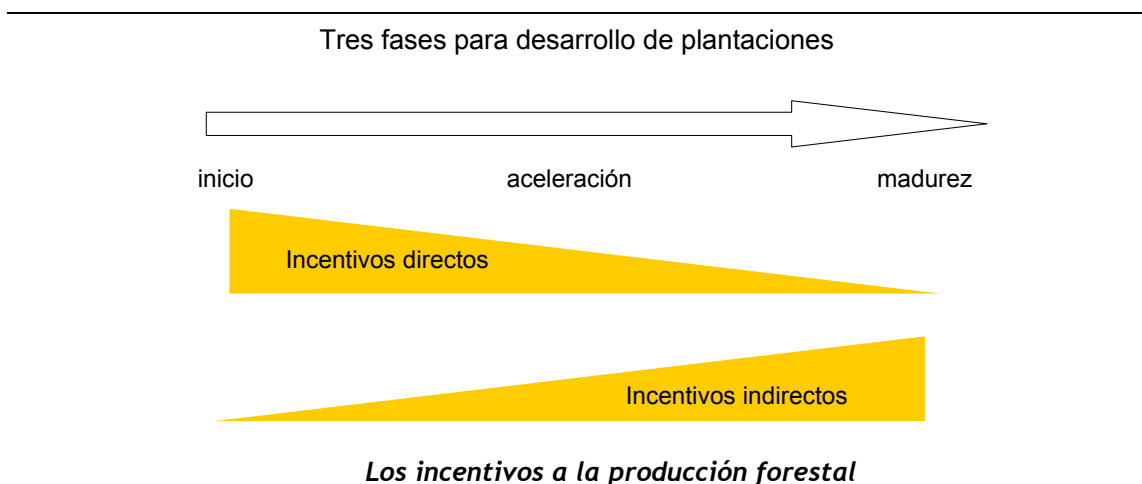 Tres fases para desarrollo de plantaciones
inicio aceleración madurez
Incentivos directos
Incentivos indirectos
Los incentivos a la producción forestal